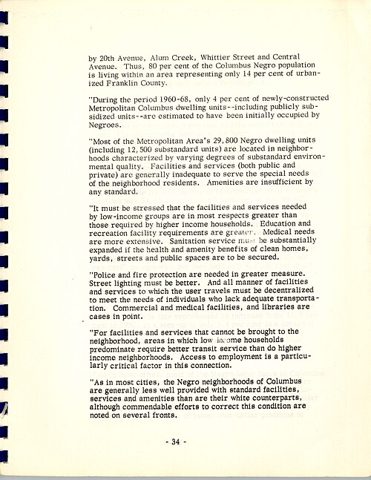 by 20th Avenue, Alum Creek, Whittier Street and Central
Avenue. Thus, 80 per cent of the Columbus Negro population
is living within an area representing only 14 per cent of urban-
ized Franklin County.
"During the period 1960-68, only 4 per cent of newly-constructed
Metropolitan Columbus dwelling units--including publicly sub-
sidized units--are estimated to have been initially occupied by
Negroes.
"Most of the Metropolitan Area's 29,800 Negro dwelling units
(including 12,500 substandard units) are located in neighbor-
hoods characterized by varying degrees of substandard environ-
mental quality. Facilities and services (both public and
private) are generally inadequate to serve the special needs
of the neighborhood residents. Amenities are insufficient by
any standard.
"It must be stressed that the facilities and services needed
by low-income groups are in most respects greater than
those required by higher income households. Education and
recreation facility requirements are greater. Medical needs
are more extensive. Sanitation service must be substantially
expanded if the health and amenity benefits of clean homes,
yards, streets and public spaces are to be secured.
"Police and fire protection are needed in greater measure.
Street lighting must be better. And all manner of facilities
and services to which the user travels must be decentralized
to meet the needs of individuals who lack adequate transporta-
tion. Commercial and medical facilities, and libraries are
cases in point.
"For facilities and services that cannot be brought to the
neighborhood, areas in which low income households
predominate require better transit service than do higher
income neighborhoods. Access to employment is a particu-
larly critical factor in this connection.
"As in most cities, the Negro neighborhoods of Columbus
are generally less well provided with standard facilities,
services and amenities than are their white counterparts,
although commendable efforts to correct this condition are
noted on several fronts.
- 34 -